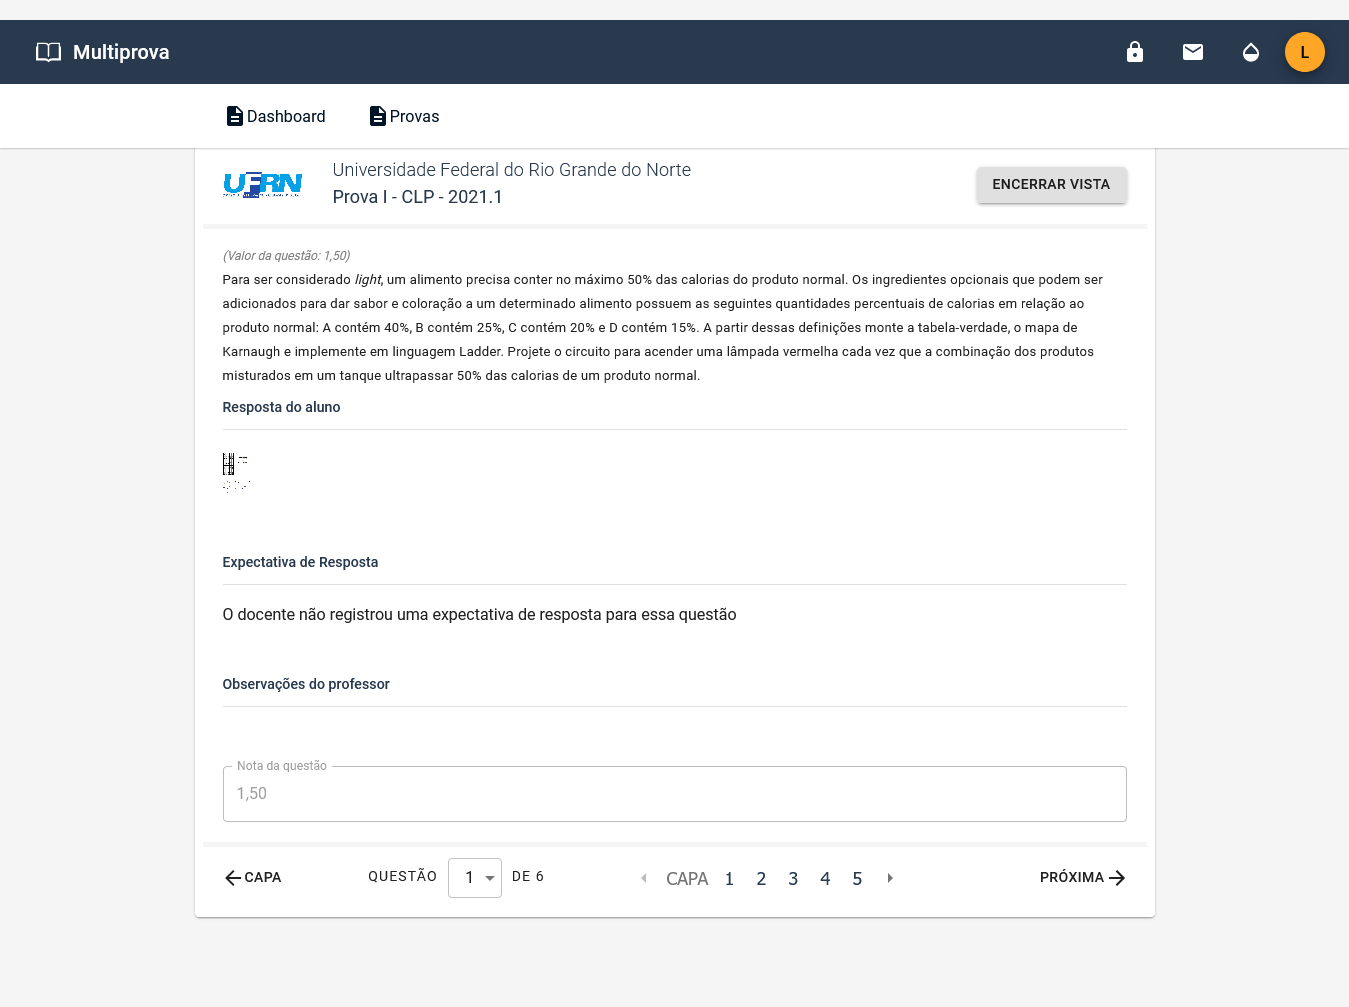 Multiprova
L
Dashboard
Provas
UFRN
Universidade Federal do Rio Grande do Norte
Prova I - CLP - 2021.1
ENCERRAR VISTA
(Valor da questão: 1,50)
Para ser considerado light, um alimento precisa conter no máximo 50% das calorias do produto normal. Os ingredientes opcionais que podem ser
adicionados para dar sabor e coloração a um determinado alimento possuem as seguintes quantidades percentuais de calorias em relação ao
produto normal: A contém 40%, B contém 25%, C contém 20% e D contém 15%. A partir dessas definições monte a tabela-verdade, o mapa de
Karnaugh e implemente em linguagem Ladder. Projete o circuito para acender uma lâmpada vermelha cada vez que a combinação dos produtos
misturados em um tanque ultrapassar 50% das calorias de um produto normal.
Resposta do aluno
Expectativa de Resposta
O docente não registrou uma expectativa de resposta para essa questão
Observações do professor
Nota da questão
1,50
CAPA
QUESTÃO 1 DE 6
CAPA 1 2 3 4 5
PRÓXIMA